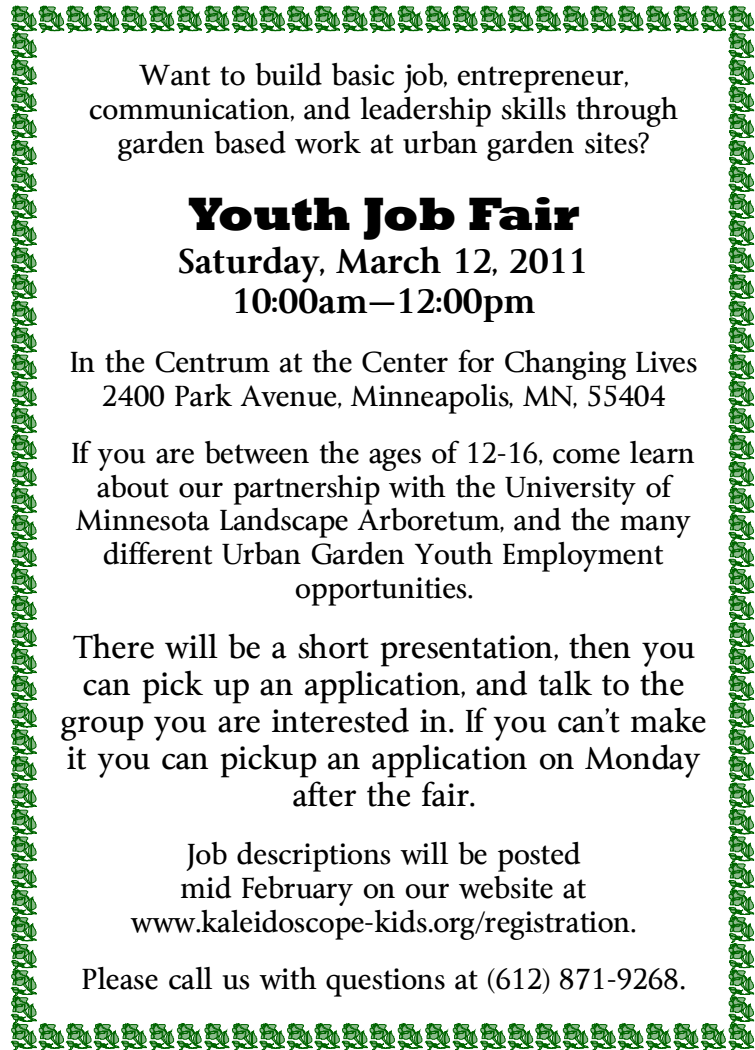 Want to build basic job, entrepreneur,
communication, and leadership skills through
garden based work at urban garden sites?
Youth Job Fair
Saturday, March 12, 2011
10:00am—12:00pm
In the Centrum at the Center for Changing Lives
2400 Park Avenue, Minneapolis, MN, 55404
If you are between the ages of 12-16, come learn
about our partnership with the University of
Minnesota Landscape Arboretum, and the many
different Urban Garden Youth Employment
opportunities.
There will be a short presentation, then you
can pick up an application, and talk to the
group you are interested in. If you can't make
it you can pickup an application on Monday
after the fair.
Job descriptions will be posted
mid February on our website at
www.kaleidoscope-kids.org/registration.
Please call us with questions at (612) 871-9268.